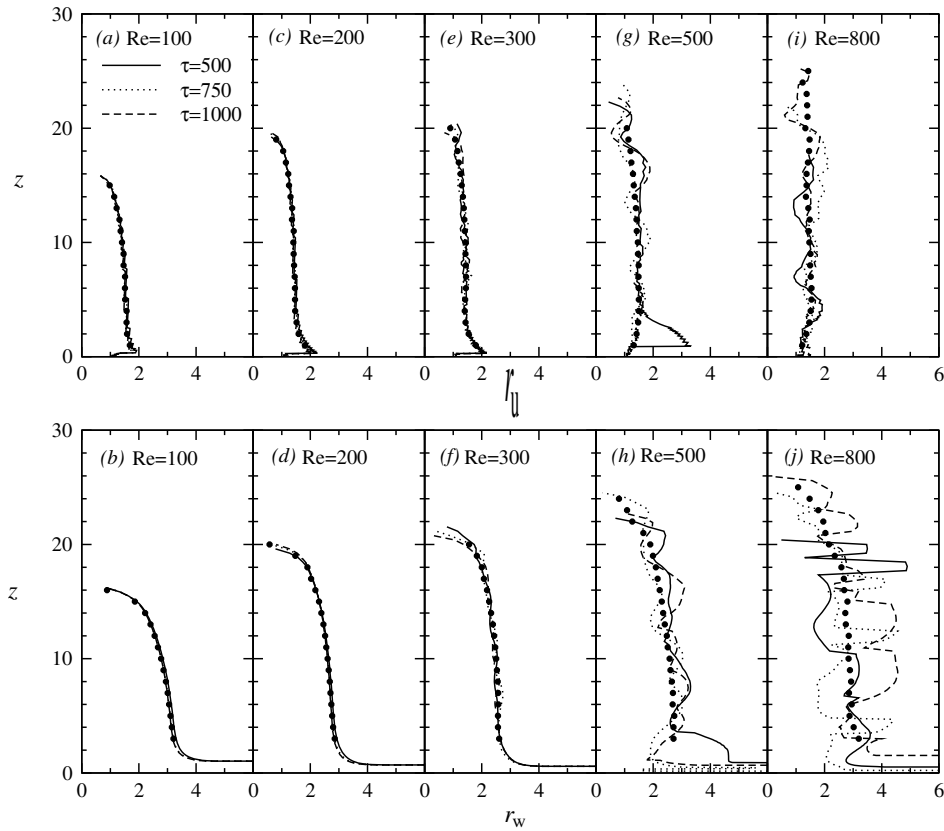 30
(a) Re=100
(c) Re=200
(e) Re=300
(g) Re=500
(i) Re=800
τ=500
τ=750
τ=1000
20
z
10
0
0 2 4 0 2 4 0 2 4 0 2 4 0 2 4 6
r_u
30
(b) Re=100
(d) Re=200
(f) Re=300
(h) Re=500
(j) Re=800
20
z
10
0
0 2 4 0 2 4 0 2 4 0 2 4 0 2 4 6
r_w